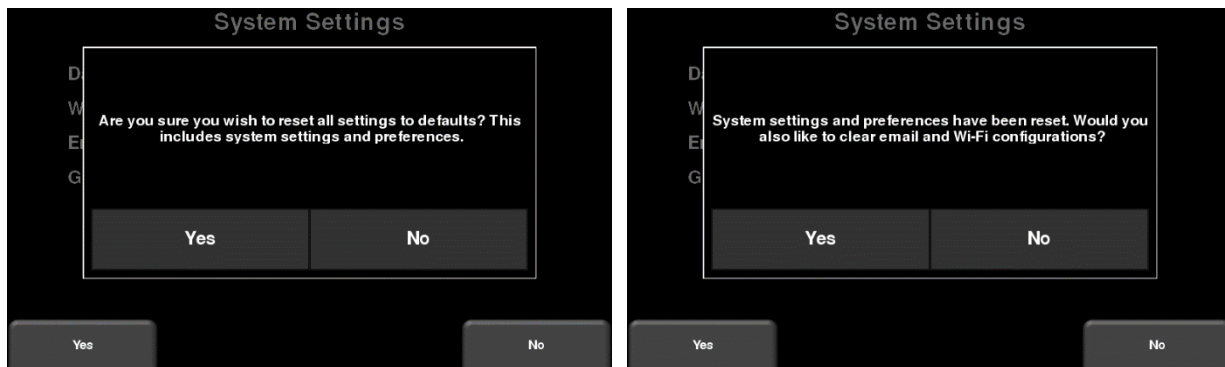 System Settings
D
W
E
G
Are you sure you wish to reset all settings to defaults? This
includes system settings and preferences.
Yes No
Yes No
System Settings
D
W
E
G
System settings and preferences have been reset. Would you
also like to clear email and Wi-Fi configurations?
Yes No
Yes No